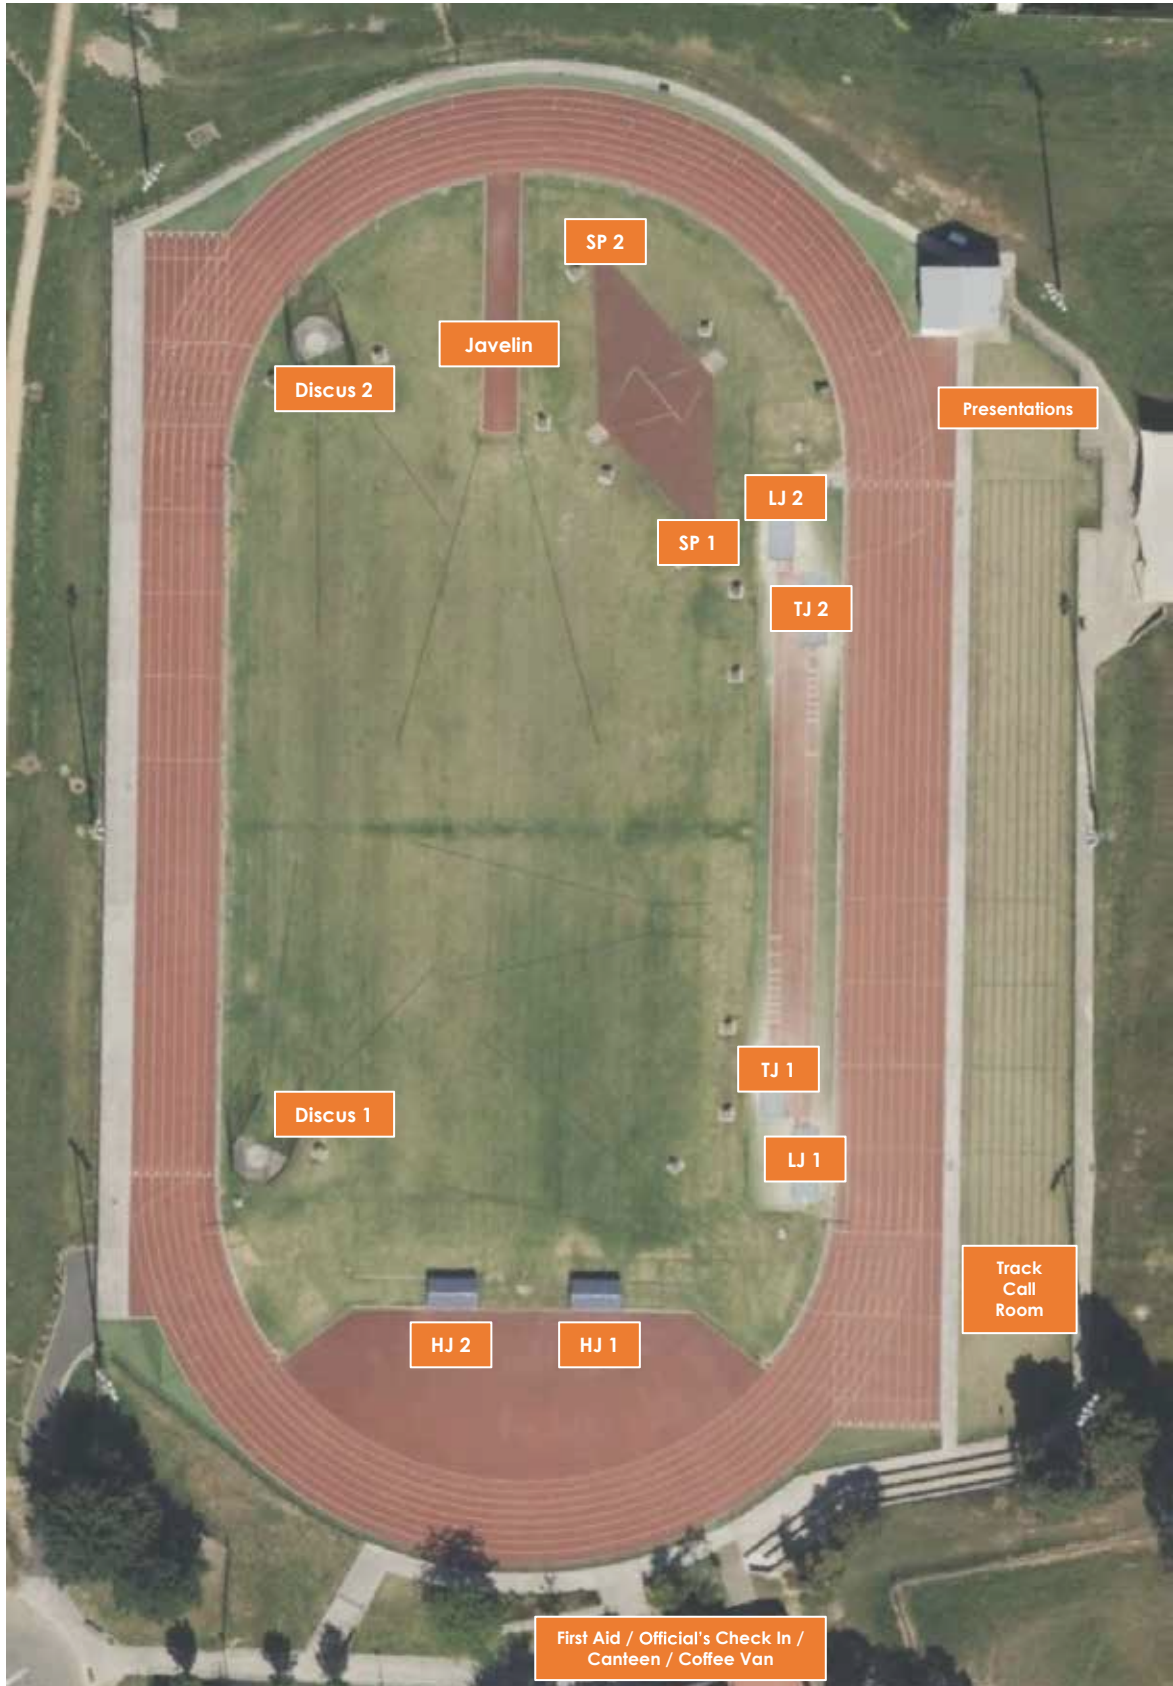 SP 2
Javelin
Discus 2
Presentations
LJ 2
SP 1
TJ 2
TJ 1
Discus 1
LJ 1
Track
Call
Room
HJ 2
HJ 1
First Aid / Official's Check In /
Canteen / Coffee Van